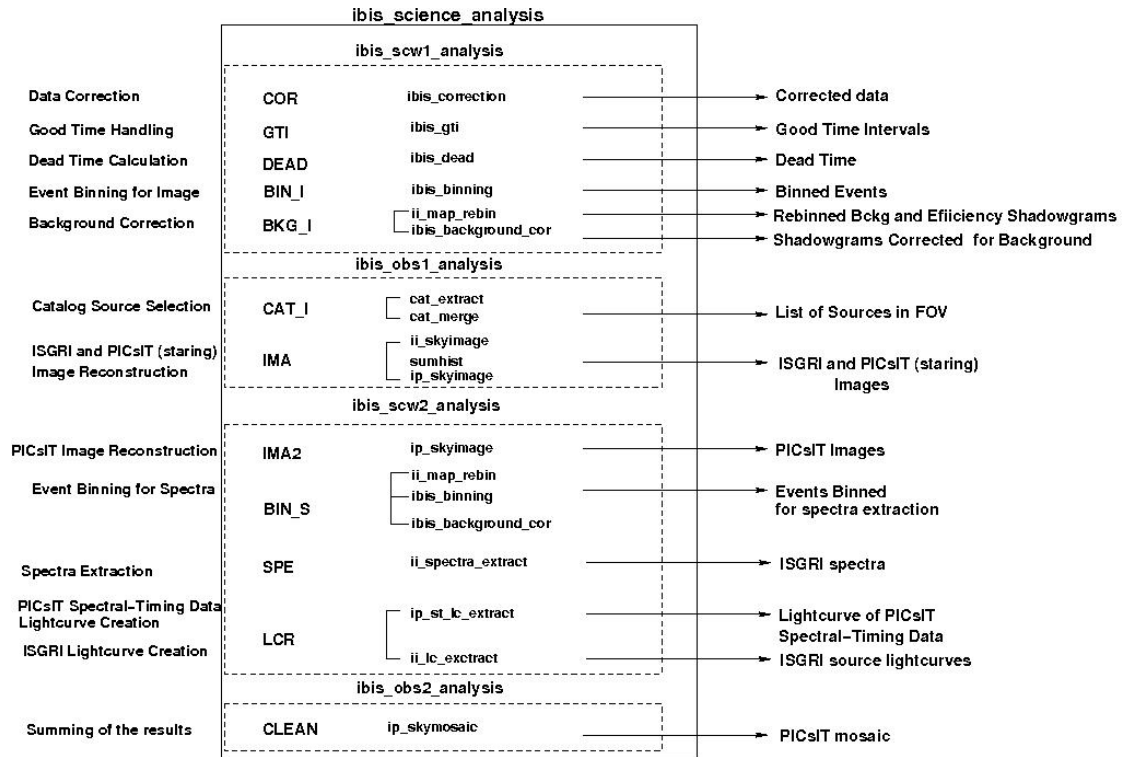 ibis_science_analysis
ibis_scw1_analysis
Data Correction COR ibis_correction Corrected data
Good Time Handling GTI ibis_gti Good Time Intervals
Dead Time Calculation DEAD ibis_dead Dead Time
Event Binning for Image BIN_I ibis_binning Binned Events
Background Correction BKG_I ii_map_rebin Rebinned Bckg and Efiiciency Shadowgrams
ibis_background_cor Shadowgrams Corrected for Background
ibis_obs1_analysis
Catalog Source Selection CAT_I cat_extract
cat_merge List of Sources in FOV
ISGRI and PICsIT (staring)
Image Reconstruction IMA ii_skyimage
sumhist ISGRI and PICsIT (staring)
ip_skyimage Images
ibis_scw2_analysis
PICsIT Image Reconstruction IMA2 ip_skyimage PICsIT Images
Event Binning for Spectra BIN_S ii_map_rebin
ibis_binning Events Binned
ibis_background_cor for spectra extraction
Spectra Extraction SPE ii_spectra_extract ISGRI spectra
PICsIT Spectral-Timing Data
Lightcurve Creation LCR ip_st_lc_extract Lightcurve of PICsIT
Spectral-Timing Data
ISGRI Lightcurve Creation ii_lc_exctract ISGRI source lightcurves
ibis_obs2_analysis
Summing of the results CLEAN ip_skymosaic PICsIT mosaic